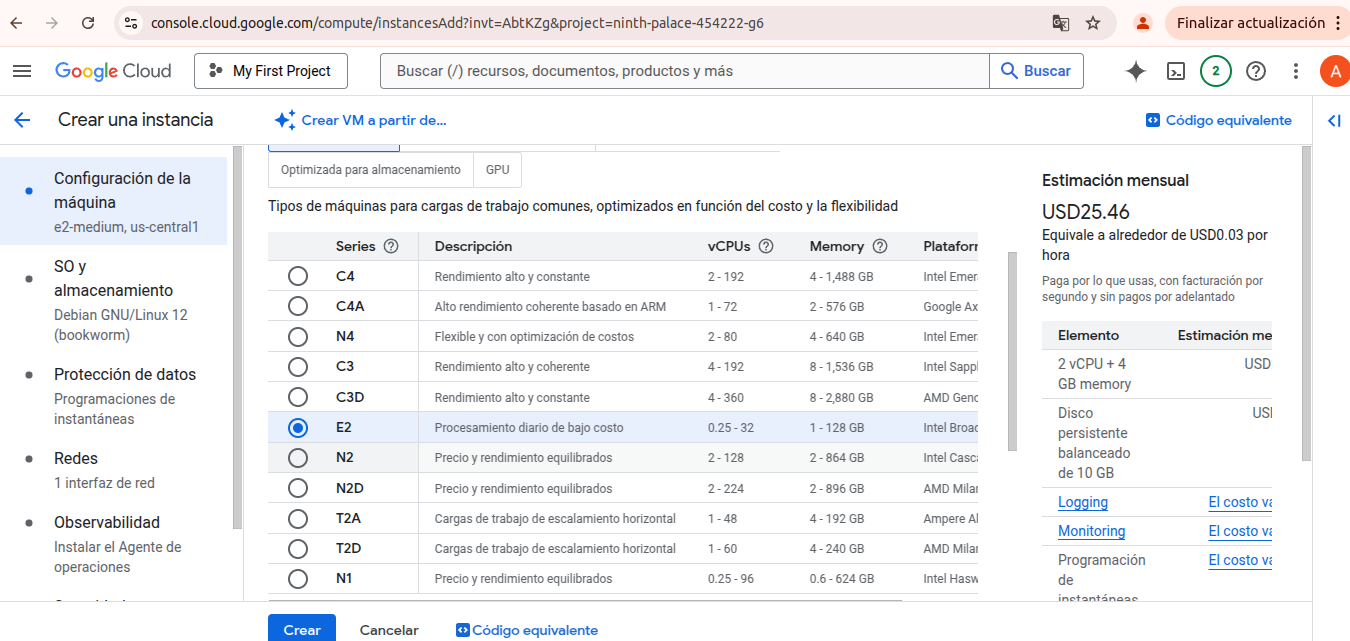 console.cloud.google.com/compute/instancesAdd?invt=AbtKZg&project=ninth-palace-454222-g6
Finalizar actualización
Google Cloud
My First Project
Buscar (/) recursos, documentos, productos y más
Buscar
2
A
Crear una instancia
Crear VM a partir de...
Código equivalente
Configuración de la
máquina
e2-medium, us-central1
SO y
almacenamiento
Debian GNU/Linux 12
(bookworm)
Protección de datos
Programaciones de
instantáneas
Redes
1 interfaz de red
Observabilidad
Instalar el Agente de
operaciones
Optimizada para almacenamiento GPU
Tipos de máquinas para cargas de trabajo comunes, optimizados en función del costo y la flexibilidad
Series Descripción vCPUs Memory Platafor
C4 Rendimiento alto y constante 2 - 192 4 - 1,488 GB Intel Emer
C4A Alto rendimiento coherente basado en ARM 1 - 72 2 - 576 GB Google Ax
N4 Flexible y con optimización de costos 2 - 80 4 - 640 GB Intel Emer
C3 Rendimiento alto y coherente 4 - 192 8 - 1,536 GB Intel Sapp
C3D Rendimiento alto y constante 4 - 360 8 - 2,880 GB AMD Geno
E2 Procesamiento diario de bajo costo 0.25 - 32 1 - 128 GB Intel Broad
N2 Precio y rendimiento equilibrados 2 - 128 2 - 864 GB Intel Casca
N2D Precio y rendimiento equilibrados 2 - 224 2 - 896 GB AMD Milan
T2A Cargas de trabajo de escalamiento horizontal 1 - 48 4 - 192 GB Ampere Al
T2D Cargas de trabajo de escalamiento horizontal 1 - 60 4 - 240 GB AMD Milan
N1 Precio y rendimiento equilibrados 0.25 - 96 0.6 - 624 GB Intel Hasw
Estimación mensual
USD25.46
Equivale a alrededor de USD0.03 por
hora
Paga por lo que usas, con facturación por
segundo y sin pagos por adelantado
Elemento Estimación me
2 vCPU + 4 USD
GB memory
Disco US
persistente
balanceado
de 10 GB
Logging El costo va
Monitoring El costo va
Programación El costo va
de
instantáneas
Crear Cancelar Código equivalente